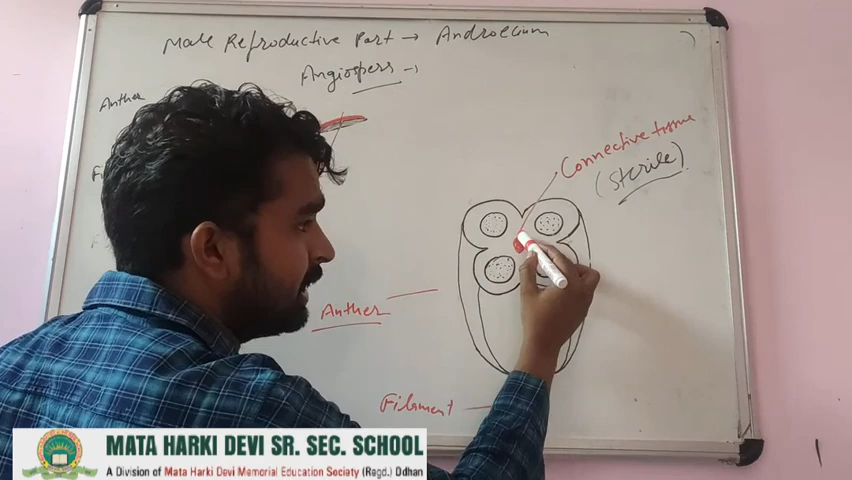 Male Reproductive Part → Androecium
Angiospers →
Anther
Connective tissue
(Sterile)
Anther
Filament
MATA HARKI DEVI SR. SEC. SCHOOL
A Division of Mata Harki Devi Memorial Education Society (Regd.) Odhan